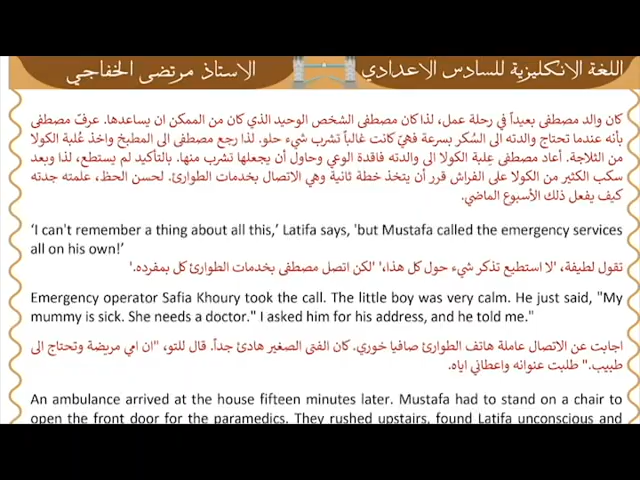 اللغة الانكليزية للسادس الاعدادي
الاستاذ مرتضى الخفاجي
كان والد مصطفى بعيداً في رحلة عمل، لذا كان مصطفى الشخص الوحيد الذي كان من الممكن ان يساعدها. عرف مصطفى
بأنه عندما تحتاج والدته الى السُكر بسرعة فهيَ كانت غالباً تشرب شيء حلو. لذا رجع مصطفى الى المطبخ واخذ عُلبة الكولا
من الثلاجة. أعاد مصطفى عِلبة الكولا الى والدته فاقدة الوعي وحاول أن يجعلها تشرب منها. بالتأكيد لم يستطع، لذا وبعد
سكب الكثير من الكولا على الفراش قرر أن يتخذ خطة ثانية وهي الاتصال بخدمات الطوارئ. لحسن الحظ، علمته جدته
كيف يفعل ذلك الأسبوع الماضي.
‘I can't remember a thing about all this,’ Latifa says, 'but Mustafa called the emergency services
all on his own!’
تقول لطيفة، 'لا استطيع تذكر شيء حول كل هذا،' 'لكن اتصل مصطفى بخدمات الطوارئ كل بمفرده.'
Emergency operator Safia Khoury took the call. The little boy was very calm. He just said, "My
mummy is sick. She needs a doctor." I asked him for his address, and he told me."
اجابت عن الاتصال عاملة هاتف الطوارئ صافيا خوري. كان الفتى الصغير هادئ جداً. قال للتو، "ان امي مريضة وتحتاج الى
طبيب." طلبت عنوانه واعطاني اياه.
An ambulance arrived at the house fifteen minutes later. Mustafa had to stand on a chair to
open the front door for the paramedics. They rushed upstairs, found Latifa unconscious and